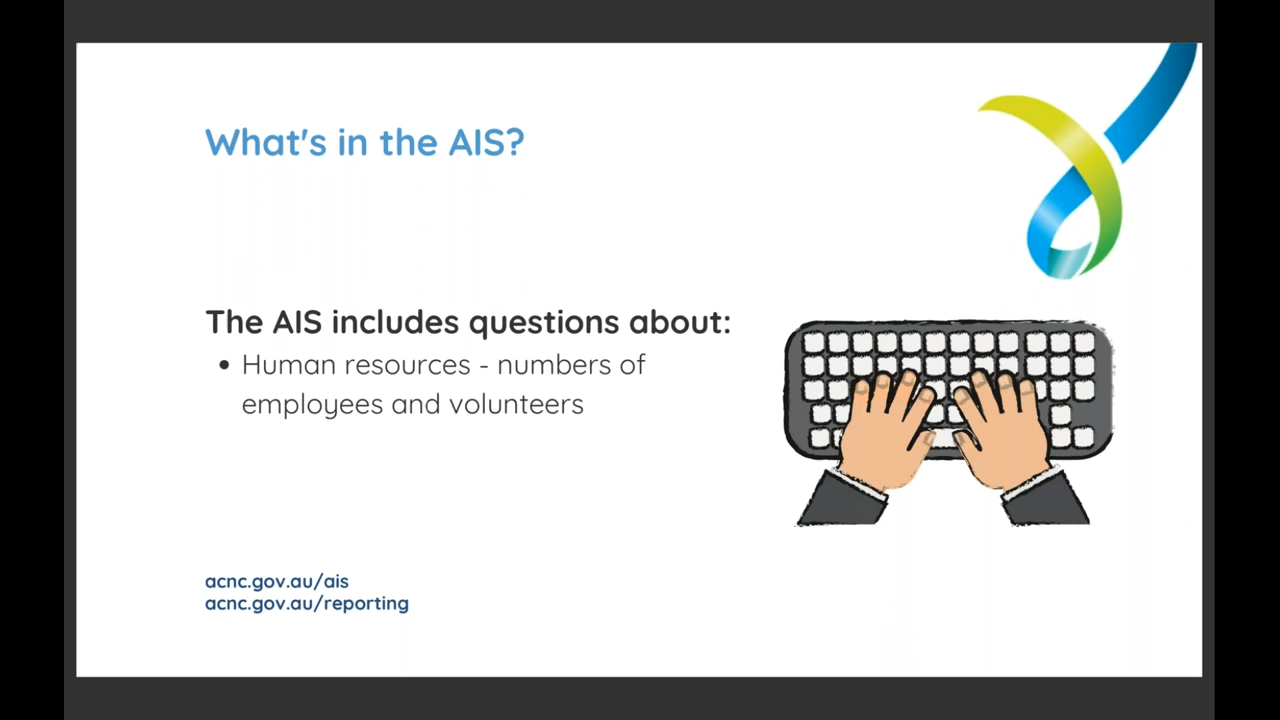 What's in the AIS?
The AIS includes questions about:
• Human resources - numbers of
employees and volunteers
acnc.gov.au/ais
acnc.gov.au/reporting